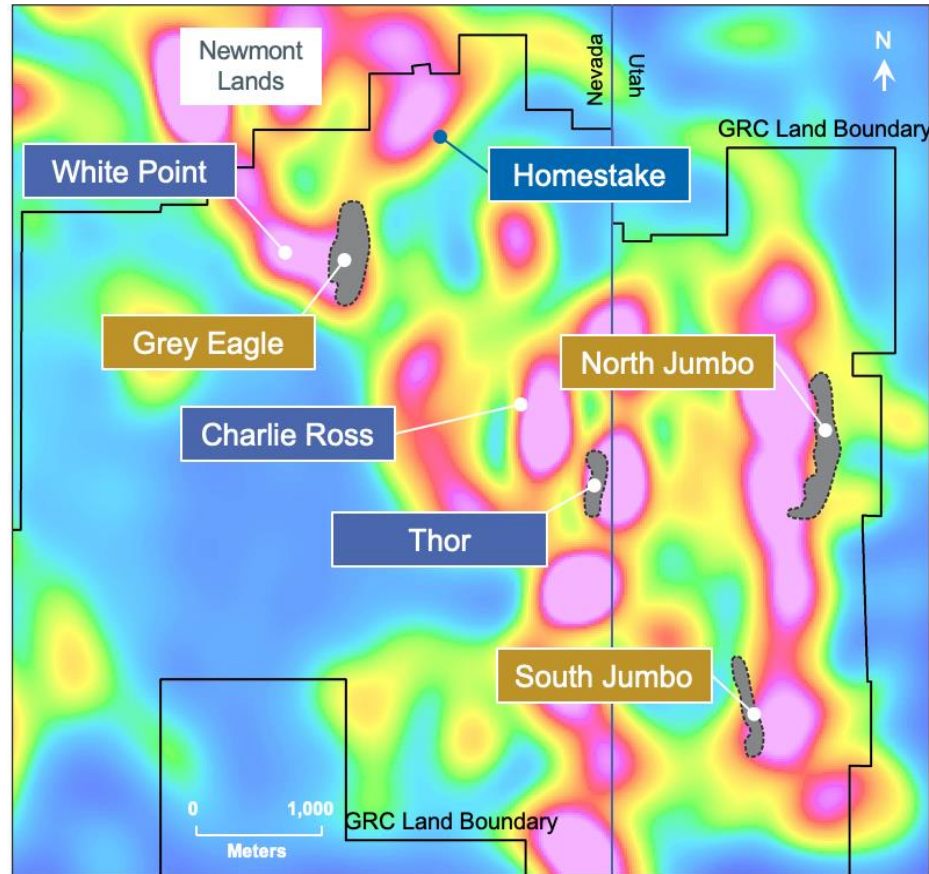 Newmont
Lands
Nevada
Utah
N
GRC Land Boundary
White Point
Homestake
Grey Eagle
North Jumbo
Charlie Ross
Thor
South Jumbo
0 1,000
Meters
GRC Land Boundary